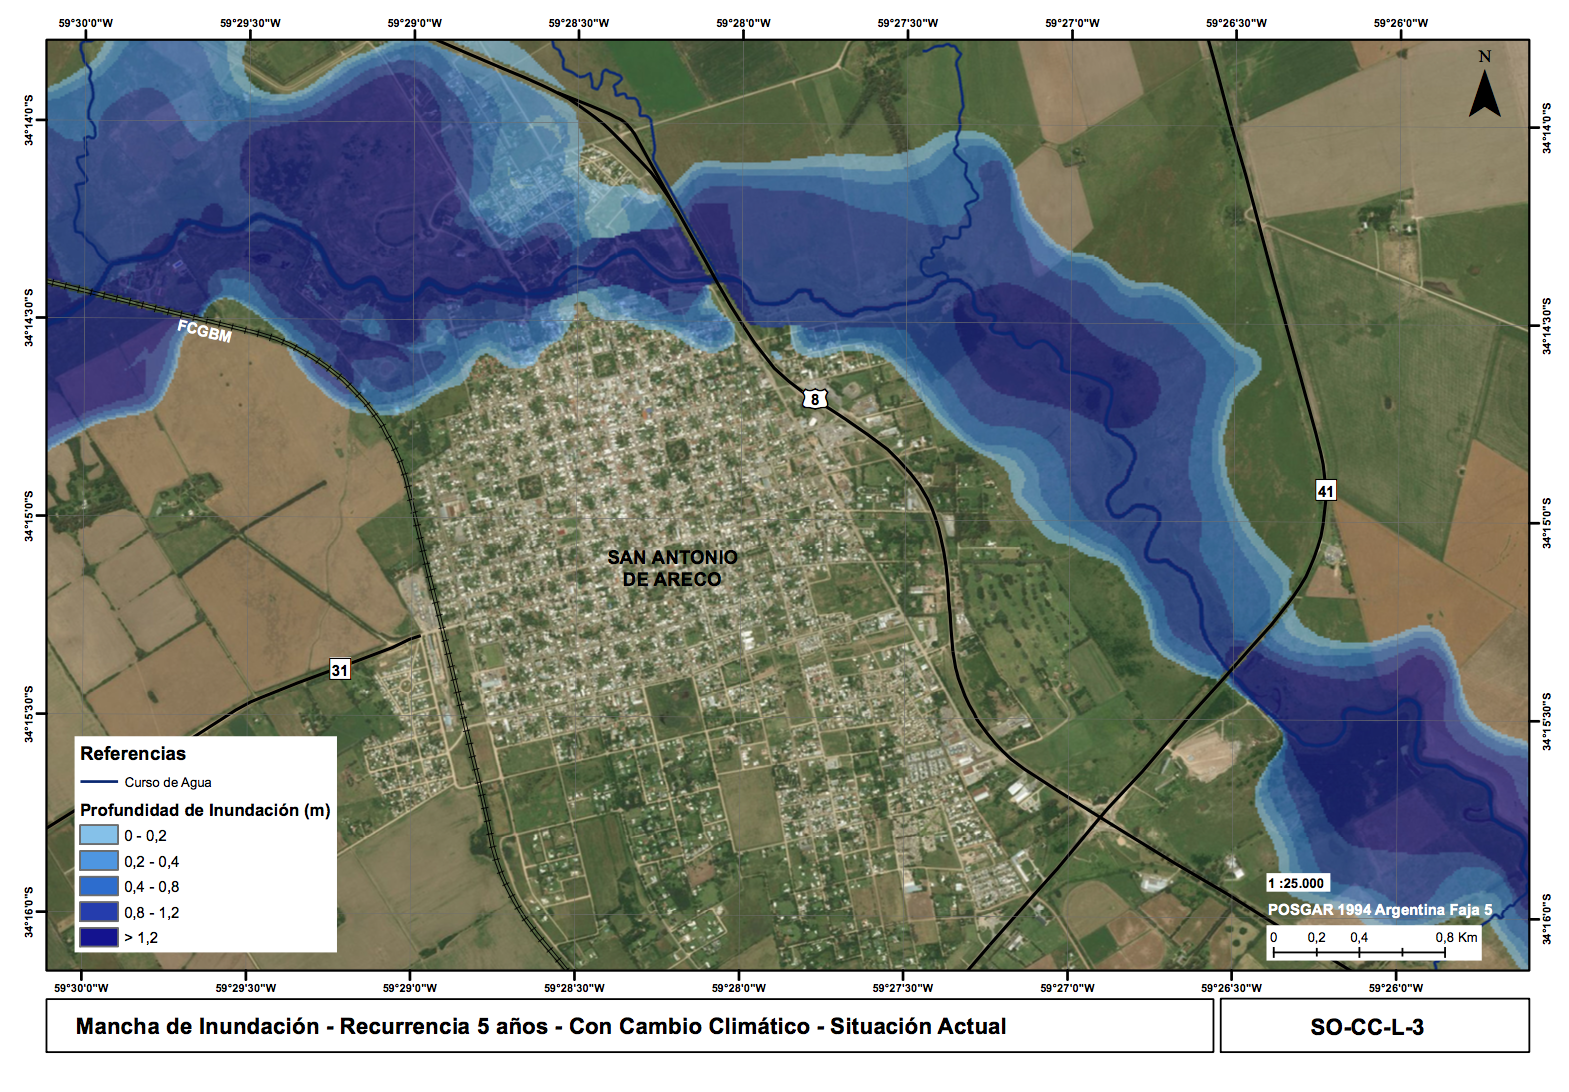 59°30'0"W 59°29'30"W 59°29'0"W 59°28'30"W 59°28'0"W 59°27'30"W 59°27'0"W 59°26'30"W 59°26'0"W
N
34°14'0"S 34°14'0"S
34°14'30"S 34°14'30"S
FCGBM
8
41
34°15'0"S 34°15'0"S
SAN ANTONIO
DE ARECO
31
34°15'30"S 34°15'30"S
Referencias
Curso de Agua
Profundidad de Inundación (m)
0 - 0,2
0,2 - 0,4
0,4 - 0,8
0,8 - 1,2
> 1,2
1 :25.000
POSGAR 1994 Argentina Faja 5
0 0,2 0,4 0,8 Km
34°16'0"S 34°16'0"S
59°30'0"W 59°29'30"W 59°29'0"W 59°28'30"W 59°28'0"W 59°27'30"W 59°27'0"W 59°26'30"W 59°26'0"W
Mancha de Inundación - Recurrencia 5 años - Con Cambio Climático - Situación Actual
SO-CC-L-3